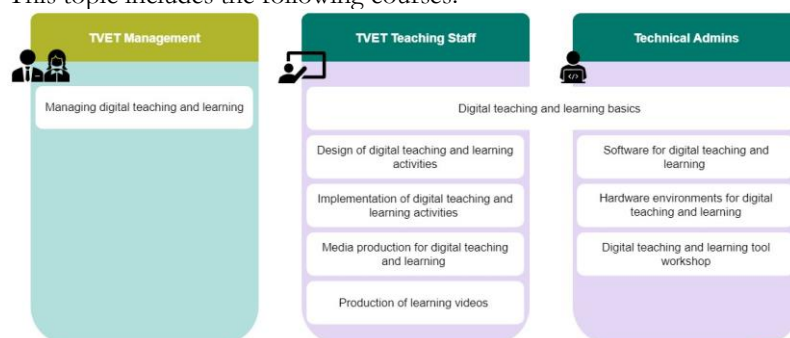 This topic includes the following courses:
TVET Management
TVET Teaching Staff
Technical Admins
Managing digital teaching and learning
Digital teaching and learning basics
Design of digital teaching and learning
activities
Software for digital teaching and
learning
Implementation of digital teaching and
learning activities
Hardware environments for digital
teaching and learning
Media production for digital teaching
and learning
Digital teaching and learning tool
workshop
Production of learning videos